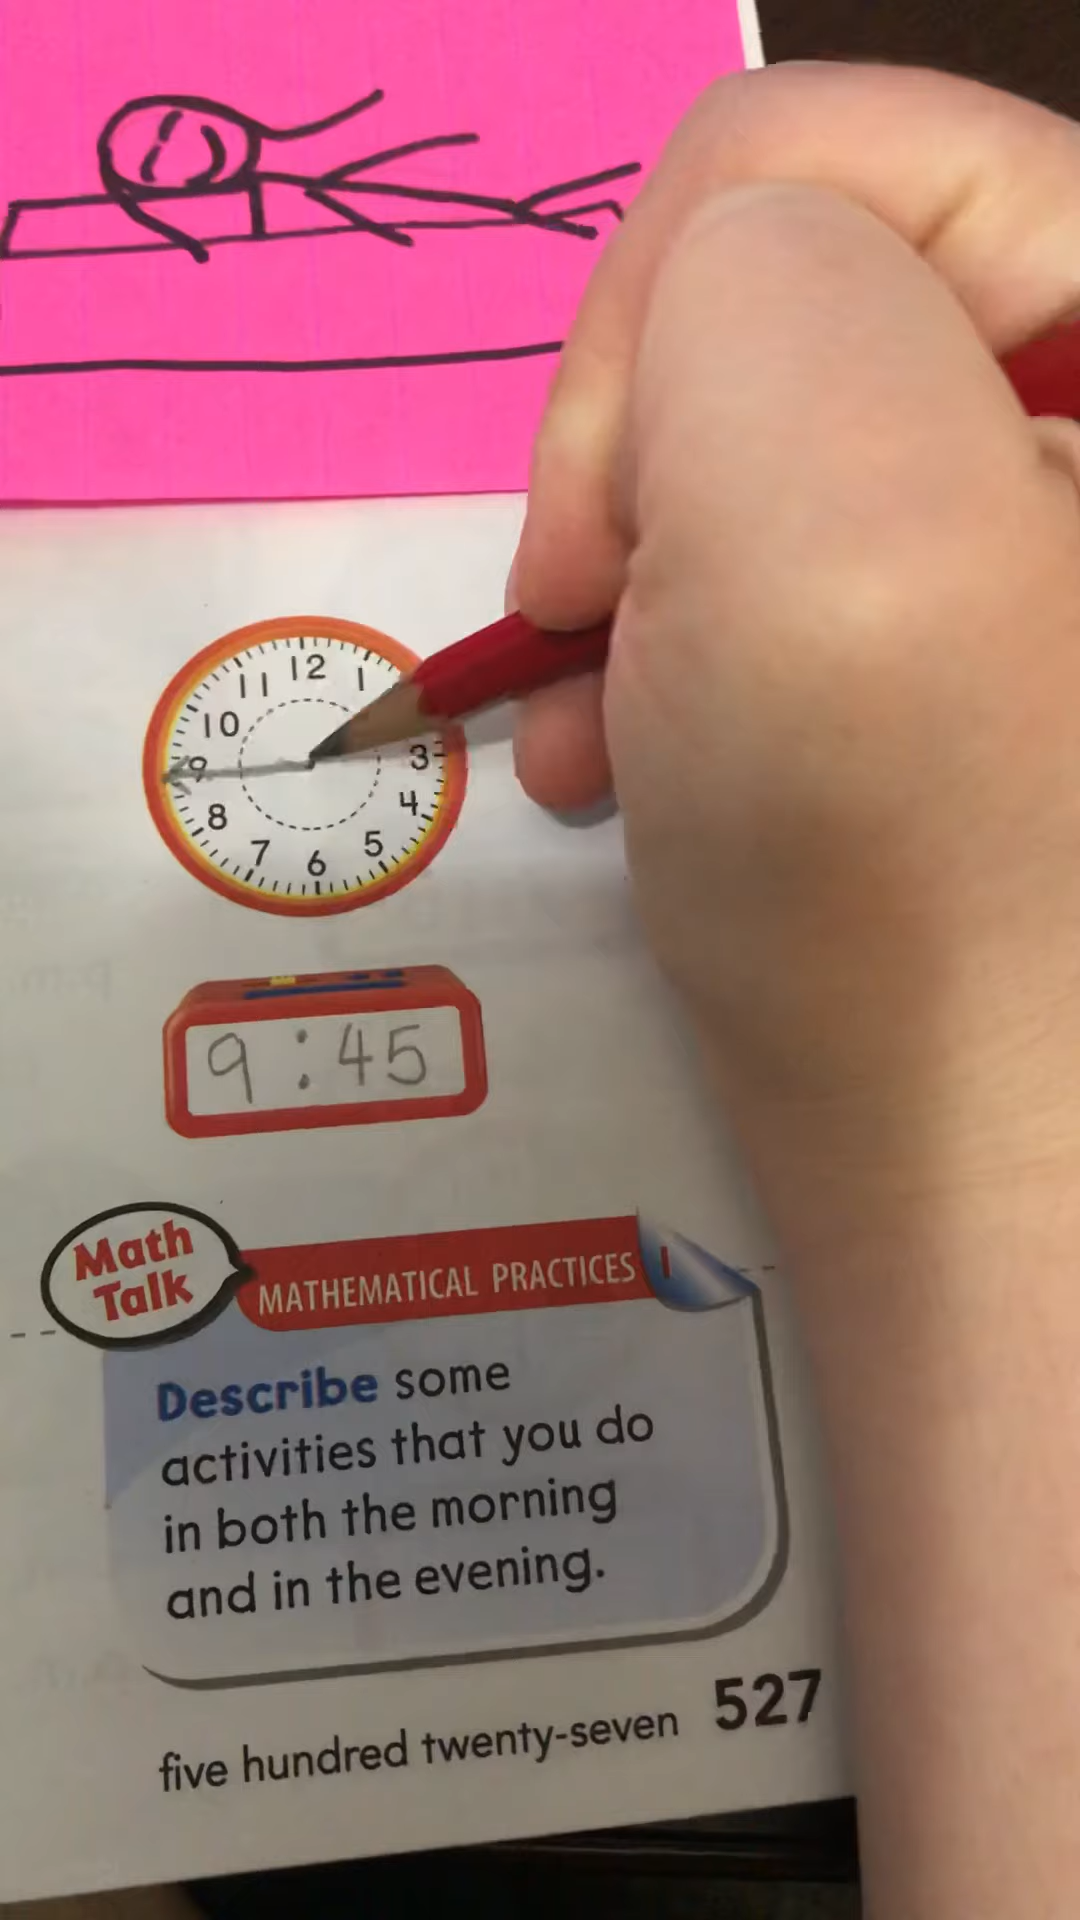 12
11
1
10
9
3
8
4
7
5
6
9:45
Math
Talk
MATHEMATICAL PRACTICES 1
Describe some
activities that you do
in both the morning
and in the evening.
five hundred twenty-seven 527